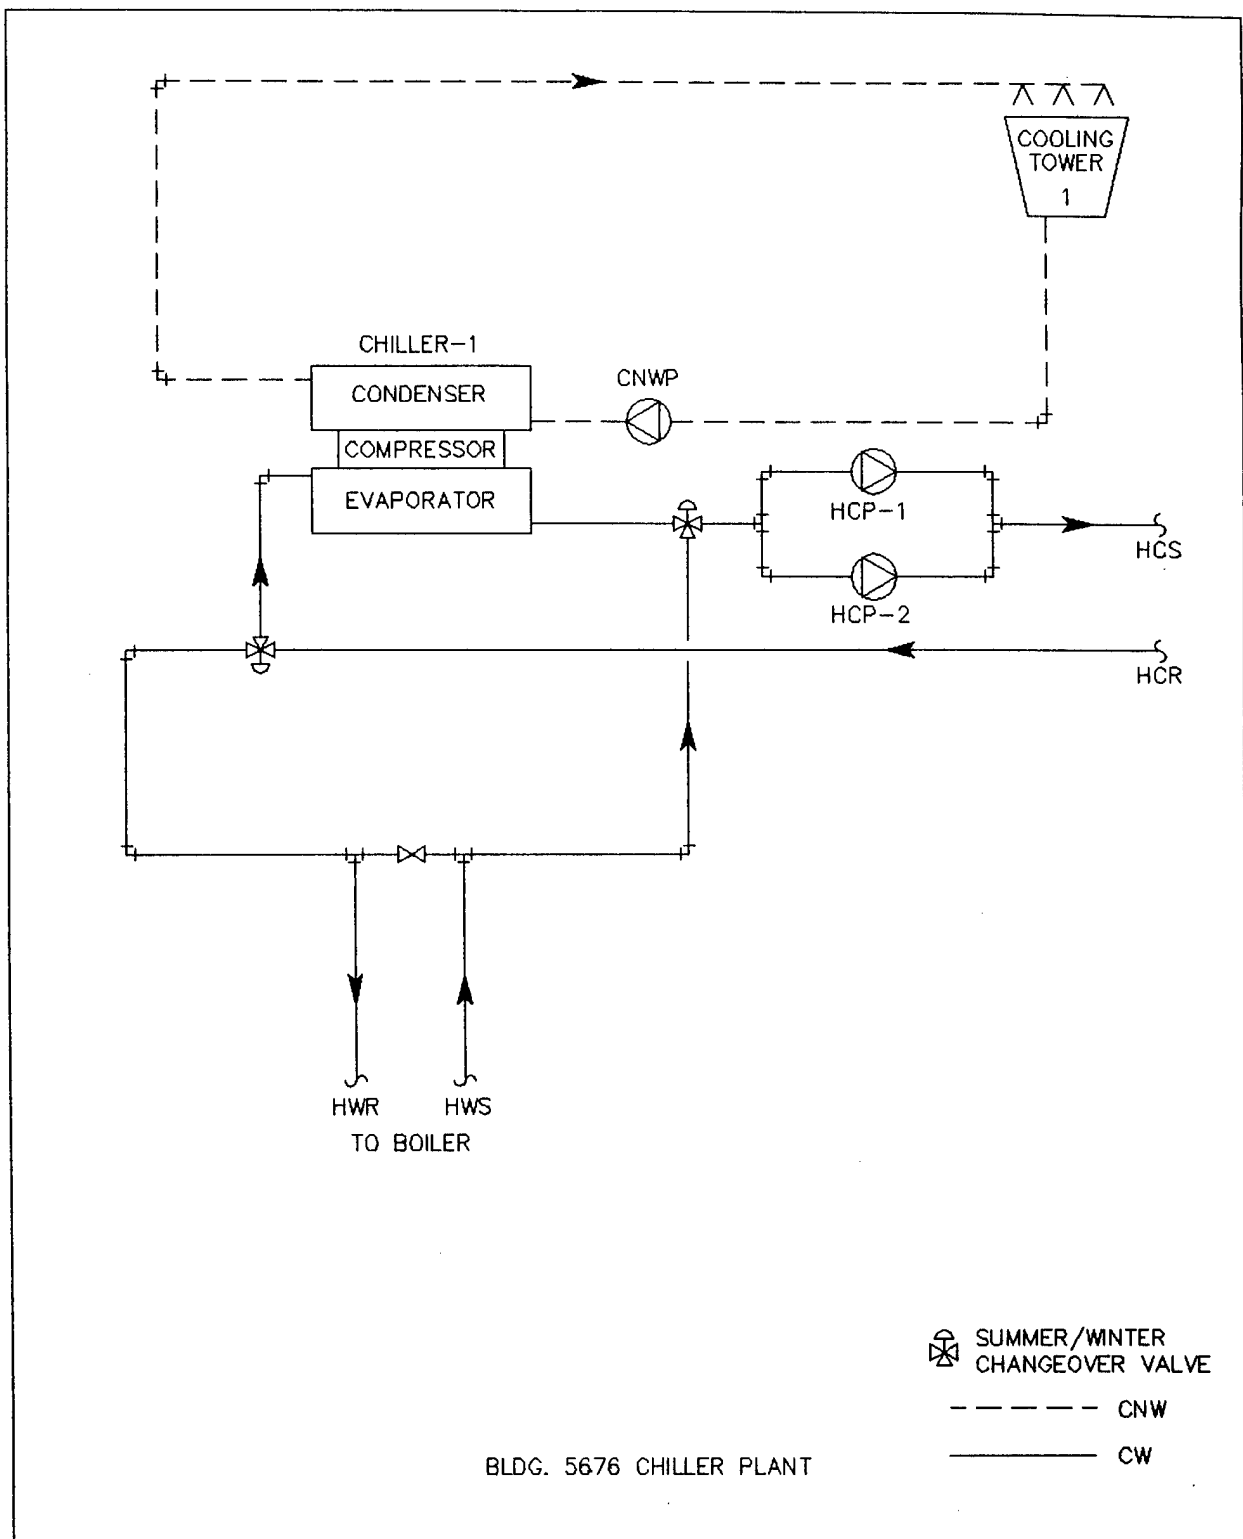 COOLING
TOWER
1
CHILLER-1
CONDENSER
CNWP
COMPRESSOR
EVAPORATOR
HCP-1
HCS
HCP-2
HCR
HWR
HWS
TO BOILER
SUMMER/WINTER
CHANGEOVER VALVE
CNW
CW
BLDG. 5676 CHILLER PLANT